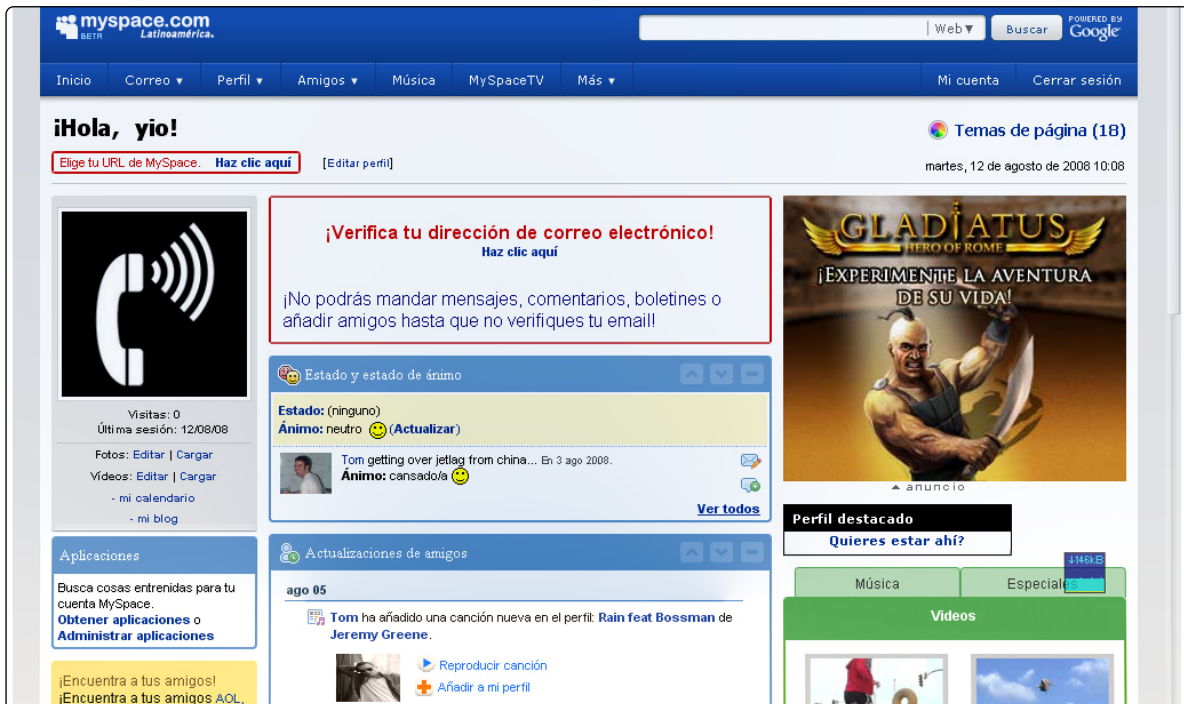 myspace.com
BETA Latinoamérica.
Web
Buscar
POWERED BY
Google
Inicio Correo Perfil Amigos Música MySpaceTV Más Mi cuenta Cerrar sesión
¡Hola, yio!
Temas de página (18)
Elige tu URL de MySpace. Haz clic aquí [Editar perfil]
martes, 12 de agosto de 2008 10:08
Visitas: 0
Última sesión: 12/08/08
Fotos: Editar | Cargar
Vídeos: Editar | Cargar
- mi calendario
- mi blog
Aplicaciones
Busca cosas entrenidas para tu
cuenta MySpace.
Obtener aplicaciones o
Administrar aplicaciones
¡Encuentra a tus amigos!
¡Encuentra a tus amigos AOL,
¡Verifica tu dirección de correo electrónico!
Haz clic aquí
¡No podrás mandar mensajes, comentarios, boletines o
añadir amigos hasta que no verifiques tu email!
Estado y estado de ánimo
Estado: (ninguno)
Ánimo: neutro (Actualizar)
Tom getting over jetlag from china... En 3 ago 2008.
Ánimo: cansado/a
Ver todos
Actualizaciones de amigos
ago 05
Tom ha añadido una canción nueva en el perfil: Rain feat Bossman de
Jeremy Greene.
Reproducir canción
Añadir a mi perfil
GLADIATUS
HERO OF ROME
¡EXPERIMENTE LA AVENTURA
DE SU VIDA!
anuncio
Perfil destacado
Quieres estar ahí?
146kB
Música Especiales
Videos